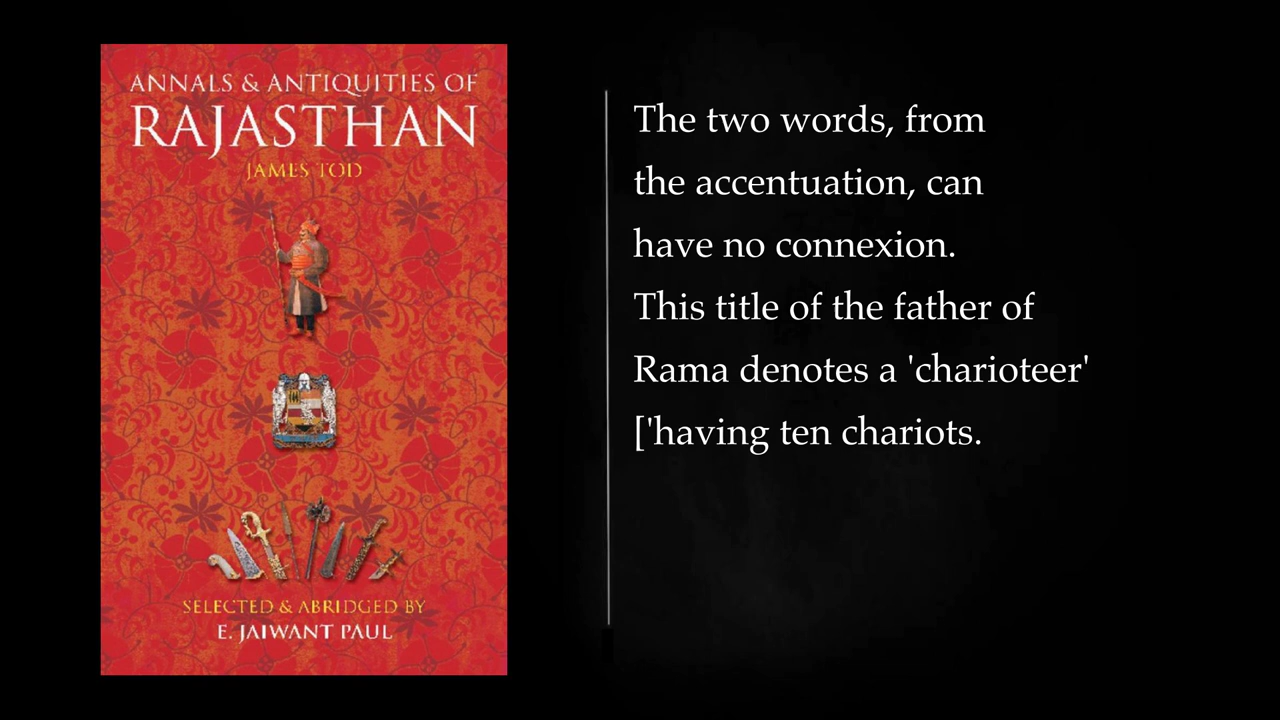 ANNALS & ANTIQUITIES OF
RAJASTHAN
JAMES TOD
SELECTED & ABRIDGED BY
E. JAIWANT PAUL
The two words, from
the accentuation, can
have no connexion.
This title of the father of
Rama denotes a 'charioteer'
['having ten chariots.